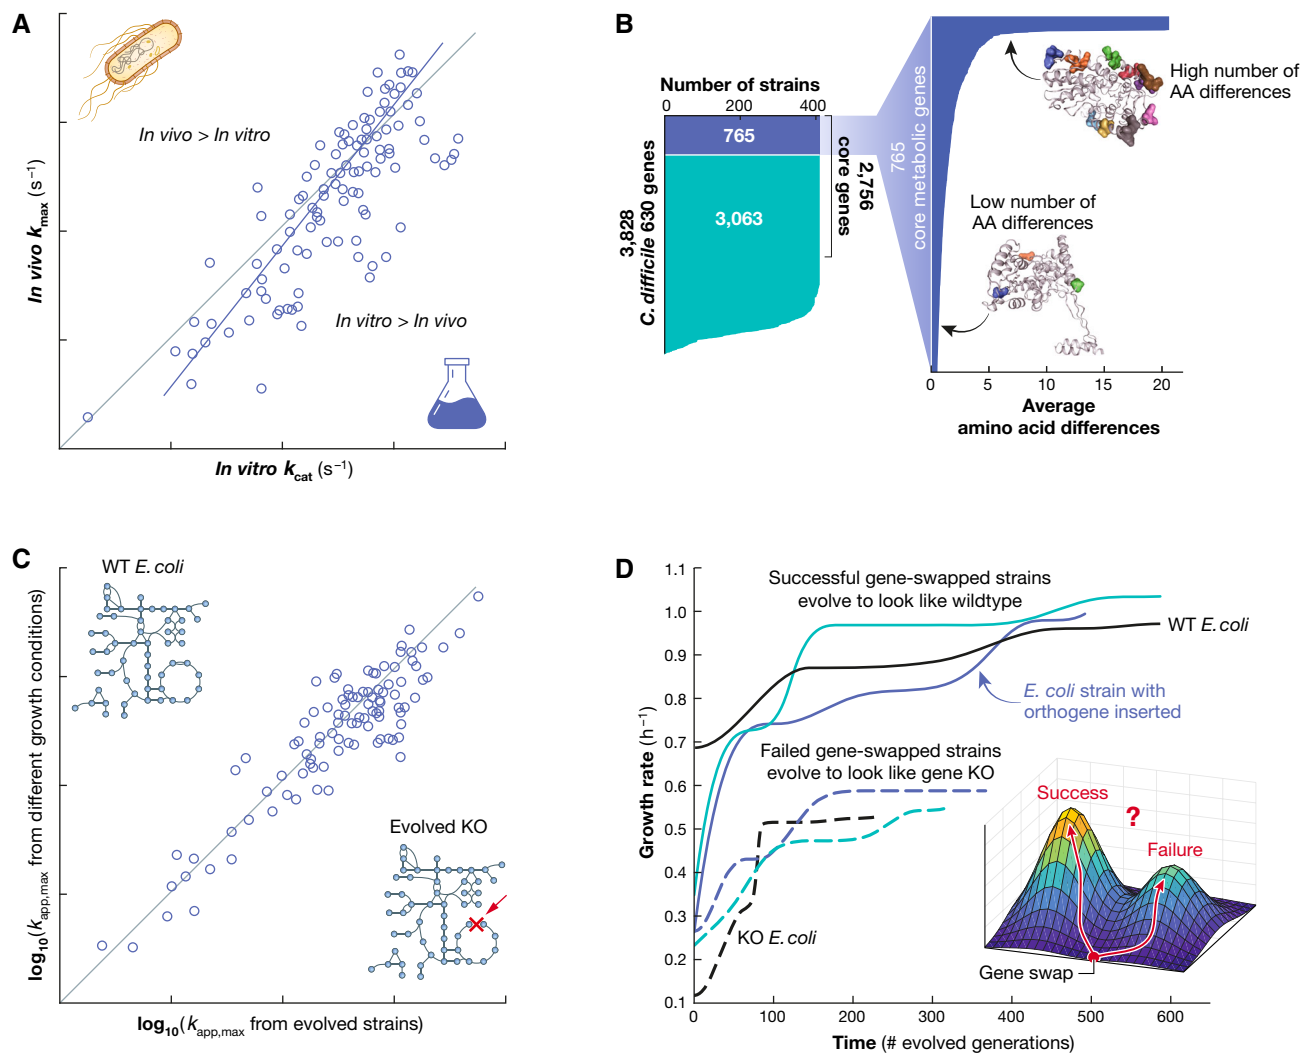 A
In vivo > In vitro
In vitro > In vivo
In vivo kmax (s−1)
In vitro kcat (s−1)
B
Number of strains
0 200 400
765
3,063
3,828
C. difficile 630 genes
2,756
core genes
765
core metabolic genes
High number of
AA differences
Low number of
AA differences
0 5 10 15 20
Average
amino acid differences
C
WT E. coli
Evolved KO
log10(kapp,max from different growth conditions)
log10(kapp,max from evolved strains)
D
1.1
1.0
0.9
0.8
0.7
0.6
0.5
0.4
0.3
0.2
0.1
Growth rate (h−1)
Successful gene-swapped strains
evolve to look like wildtype
WT E. coli
E. coli strain with
orthogene inserted
Failed gene-swapped strains
evolve to look like gene KO
KO E. coli
Success
?
Failure
Gene swap
0 100 200 300 400 500 600
Time (# evolved generations)